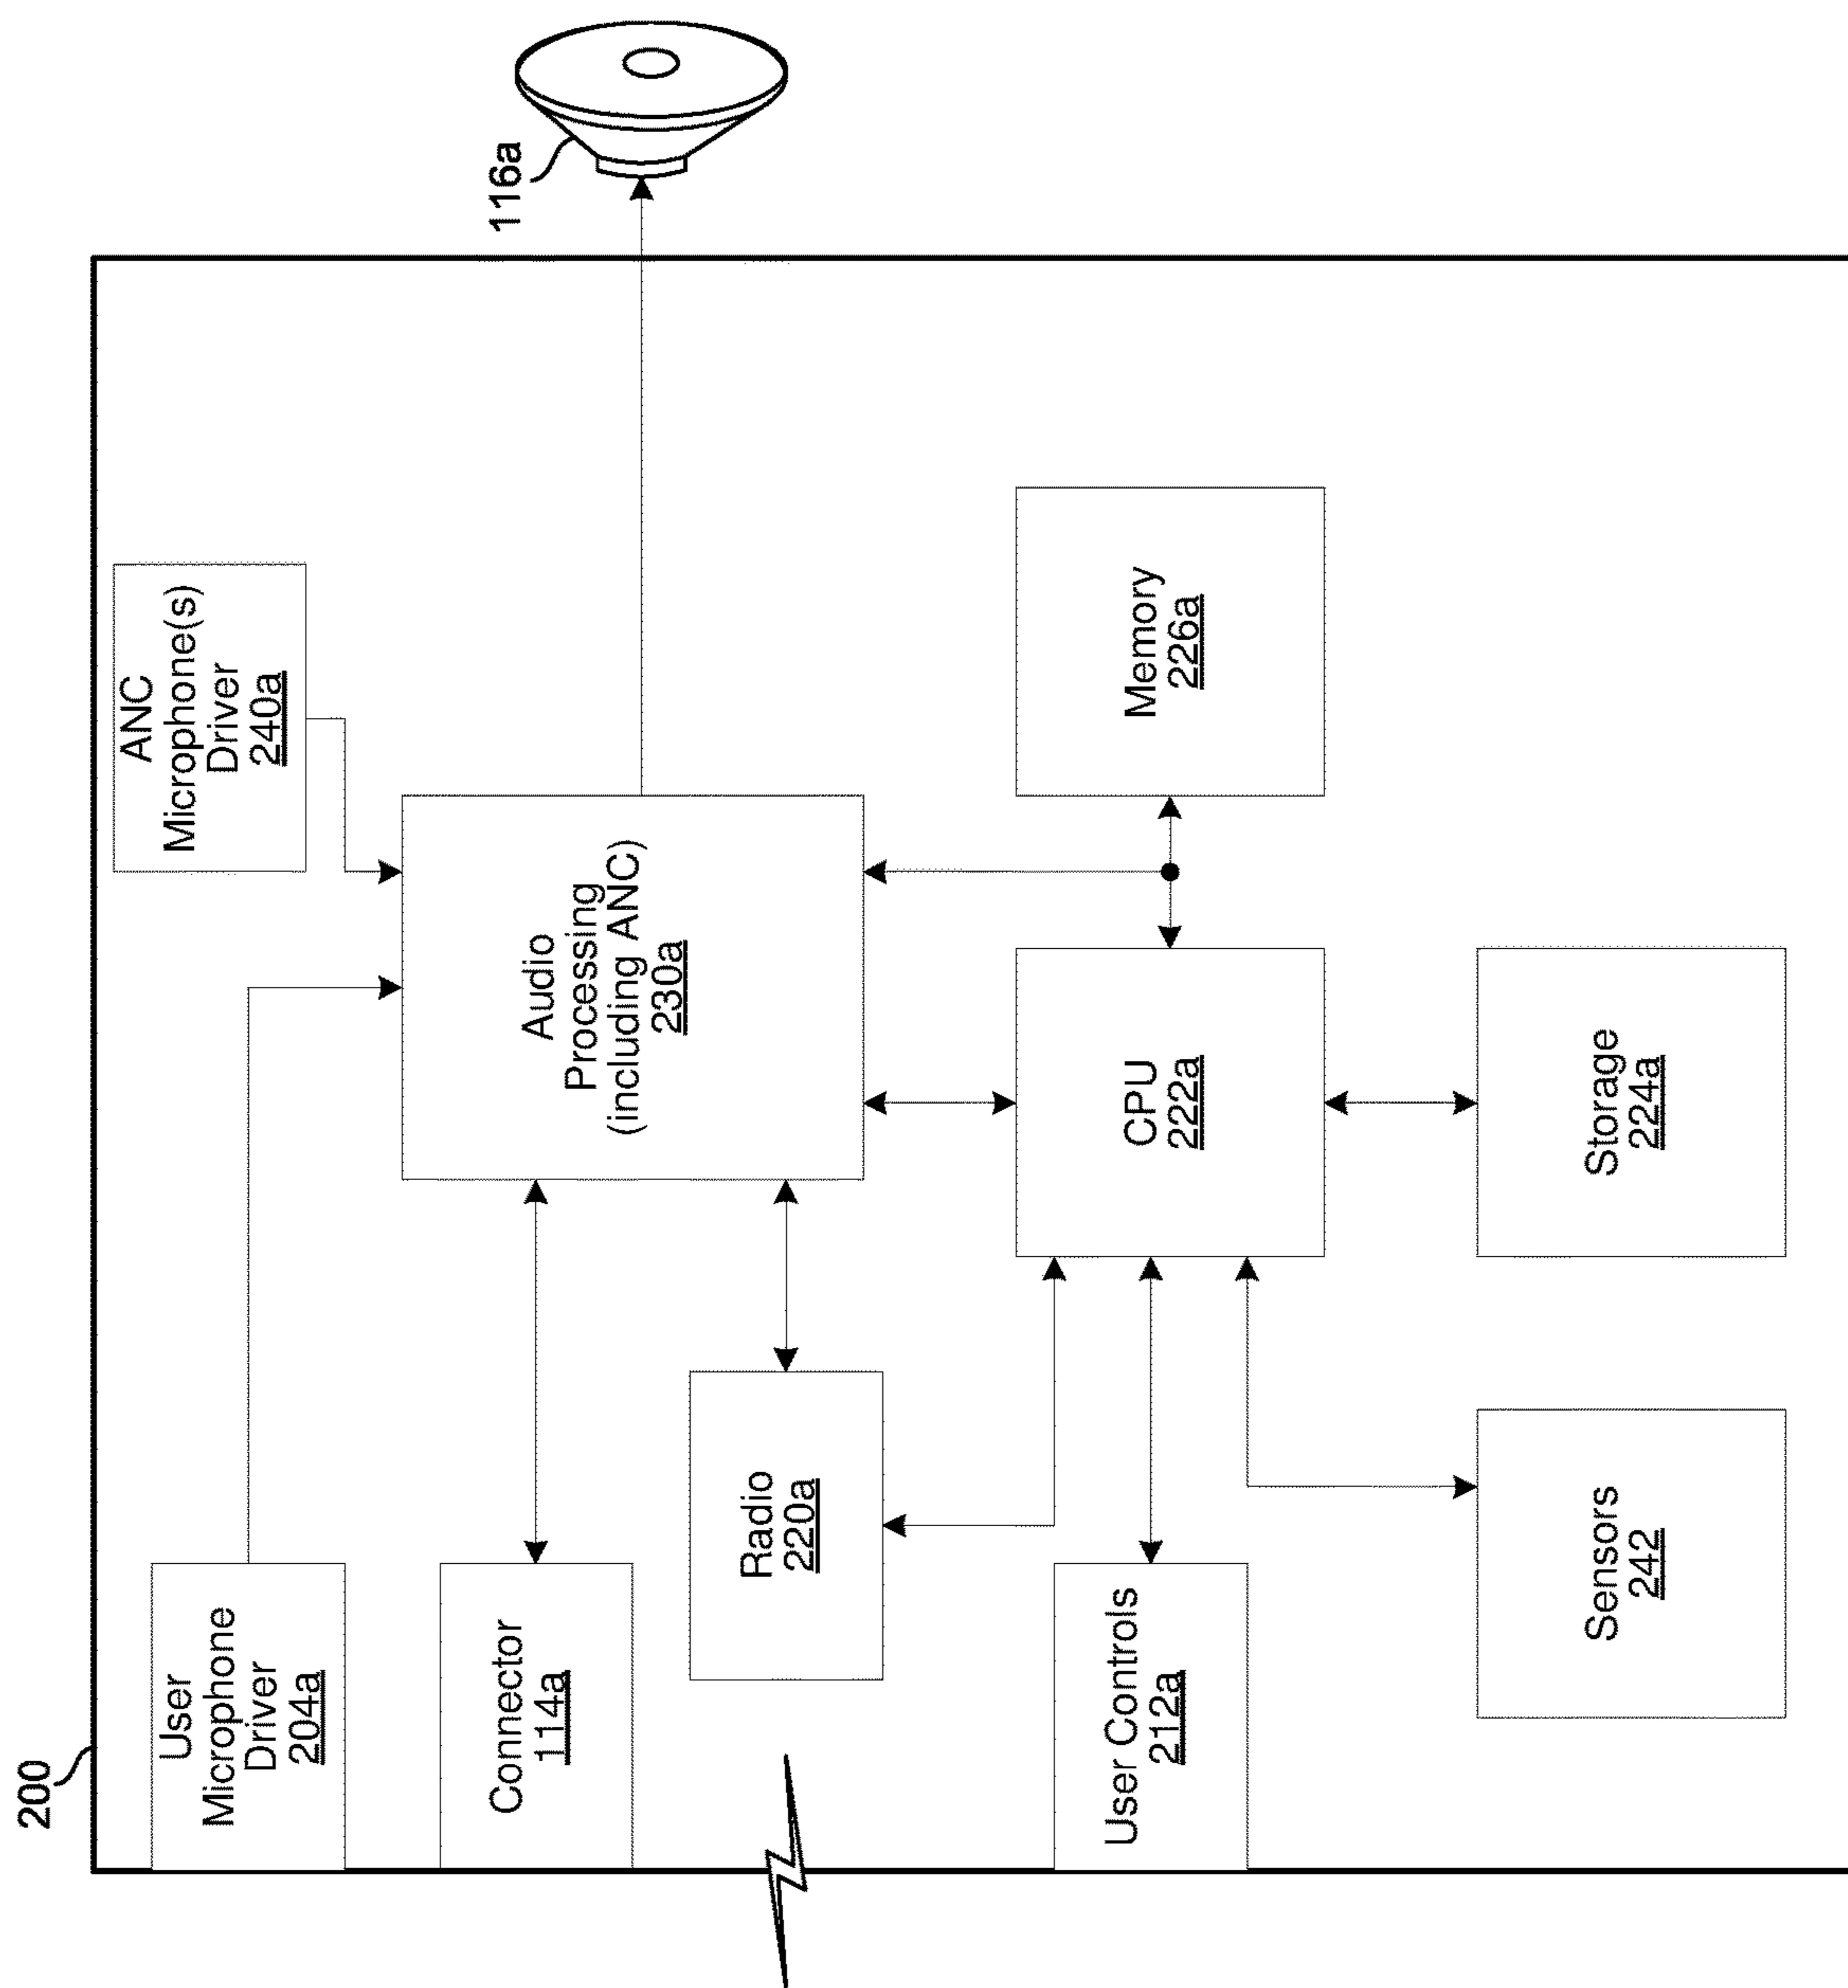 200
116a
User
Microphone
Driver
204a
ANC
Microphone(s)
Driver
240a
Connector
114a
Audio
Processing
(including ANC)
230a
Radio
220a
User Controls
212a
CPU
222a
Memory
226a
Sensors
242
Storage
224a